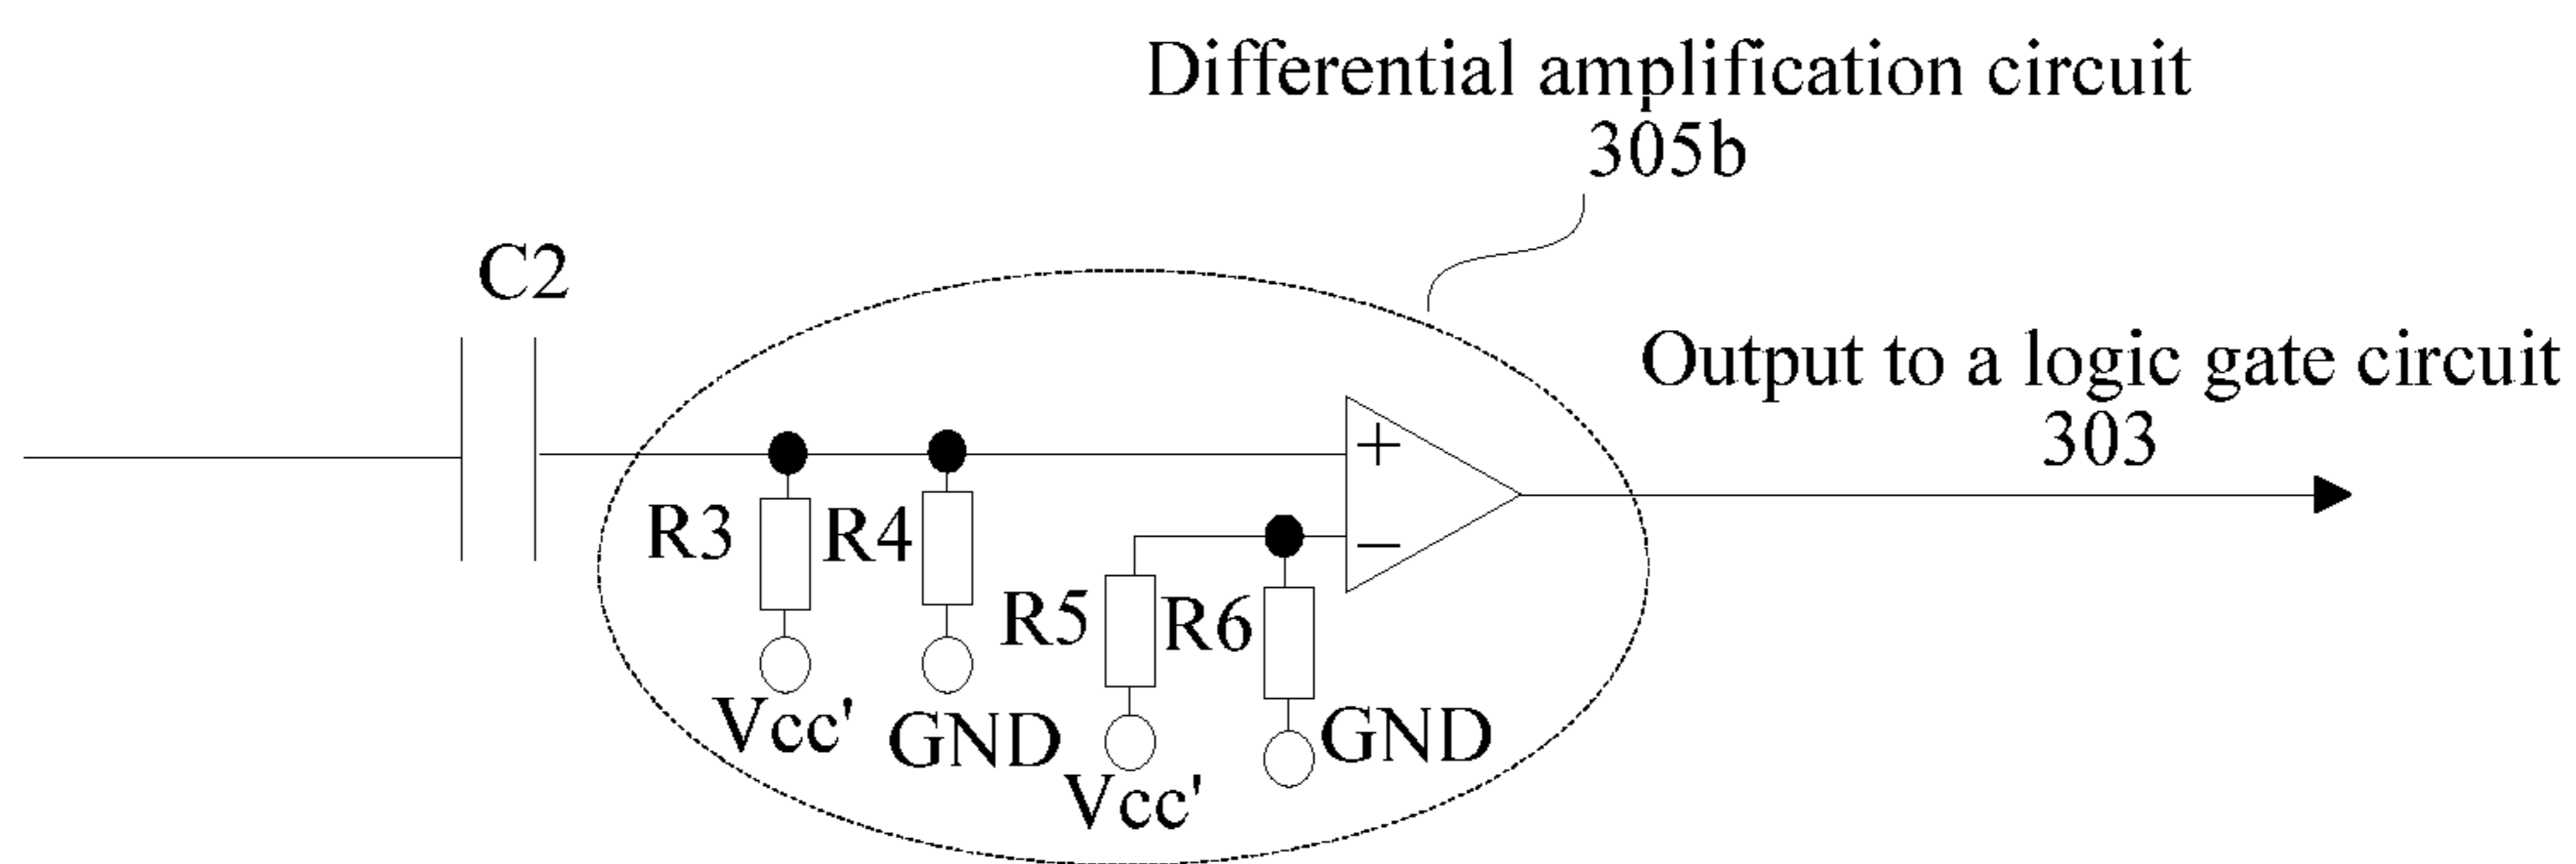 Differential amplification circuit
305b
C2
Output to a logic gate circuit
303
+
R3
R4
−
R5
R6
Vcc'
GND
Vcc'
GND